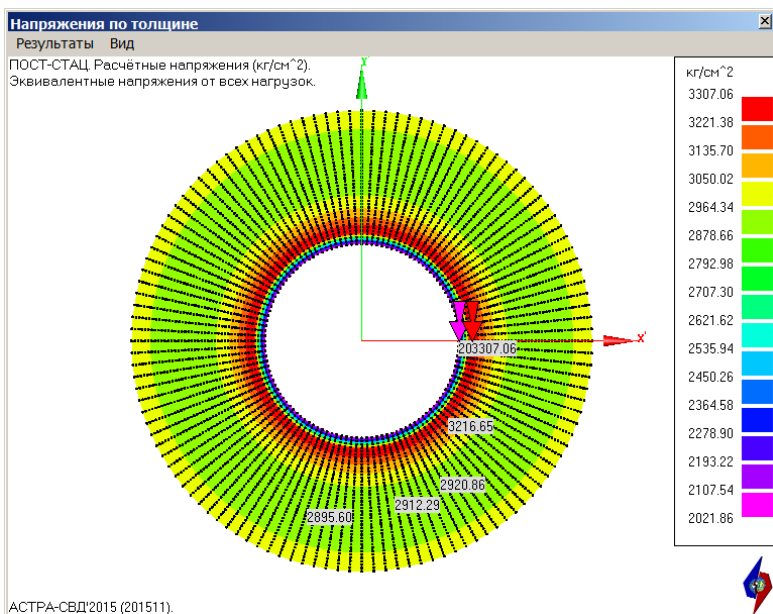 Напряжения по толщине
Результаты Вид
ПОСТ-СТАЦ. Расчётные напряжения (кг/см^2).
Эквивалентные напряжения от всех нагрузок.
Y'
кг/см^2
3307.06
3221.38
3135.70
3050.02
2964.34
2878.66
2792.98
2707.30
2621.62
2535.94
2450.26
2364.58
2278.90
2193.22
2107.54
2021.86
X'
203307.06
3216.65
2920.86
2912.29
2895.60
АСТРА-СВД'2015 (201511).